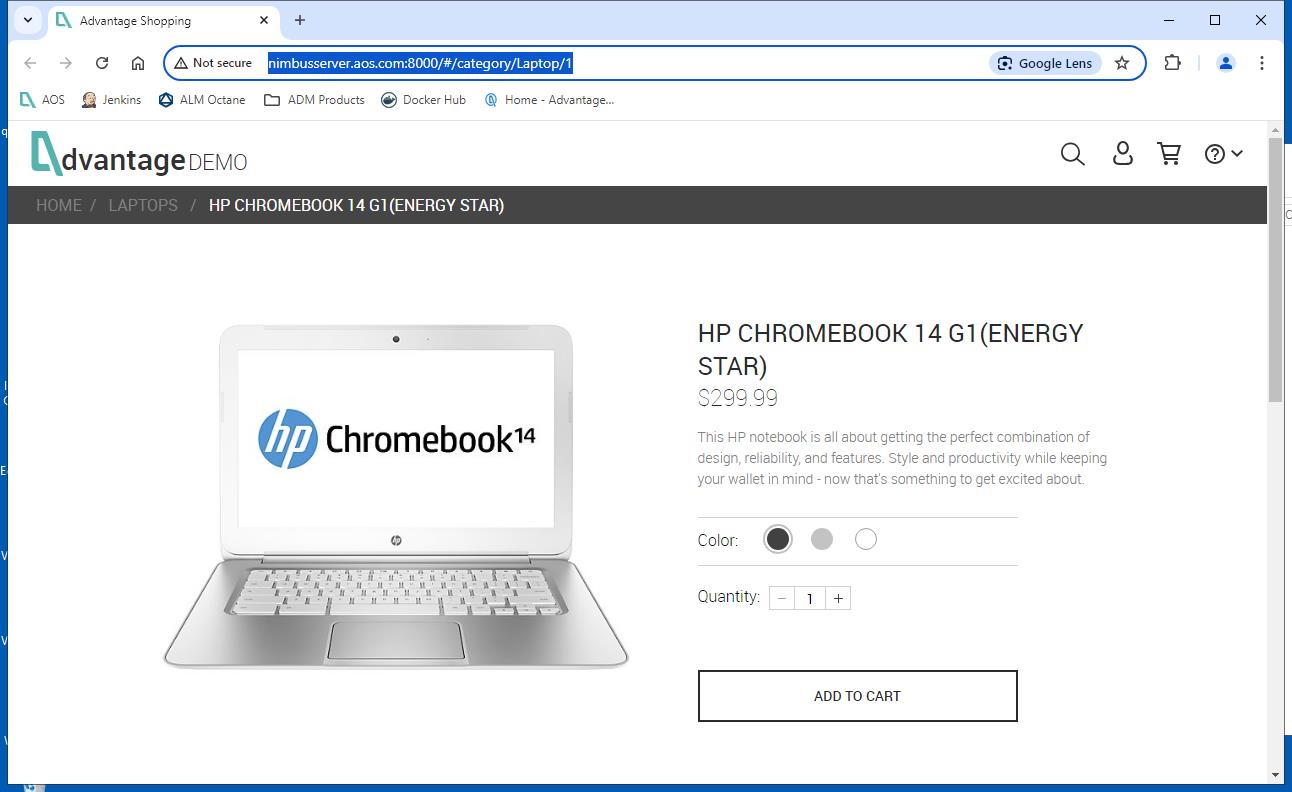 Advantage Shopping
Not secure nimbusserver.aos.com:8000/#/category/Laptop/1 Google Lens
AOS Jenkins ALM Octane ADM Products Docker Hub Home - Advantage...
dvantage DEMO
HOME / LAPTOPS / HP CHROMEBOOK 14 G1(ENERGY STAR)
hp Chromebook14
hp
HP CHROMEBOOK 14 G1(ENERGY
STAR)
$299.99
This HP notebook is all about getting the perfect combination of
design, reliability, and features. Style and productivity while keeping
your wallet in mind - now that's something to get excited about.
Color:
Quantity: − 1 +
ADD TO CART